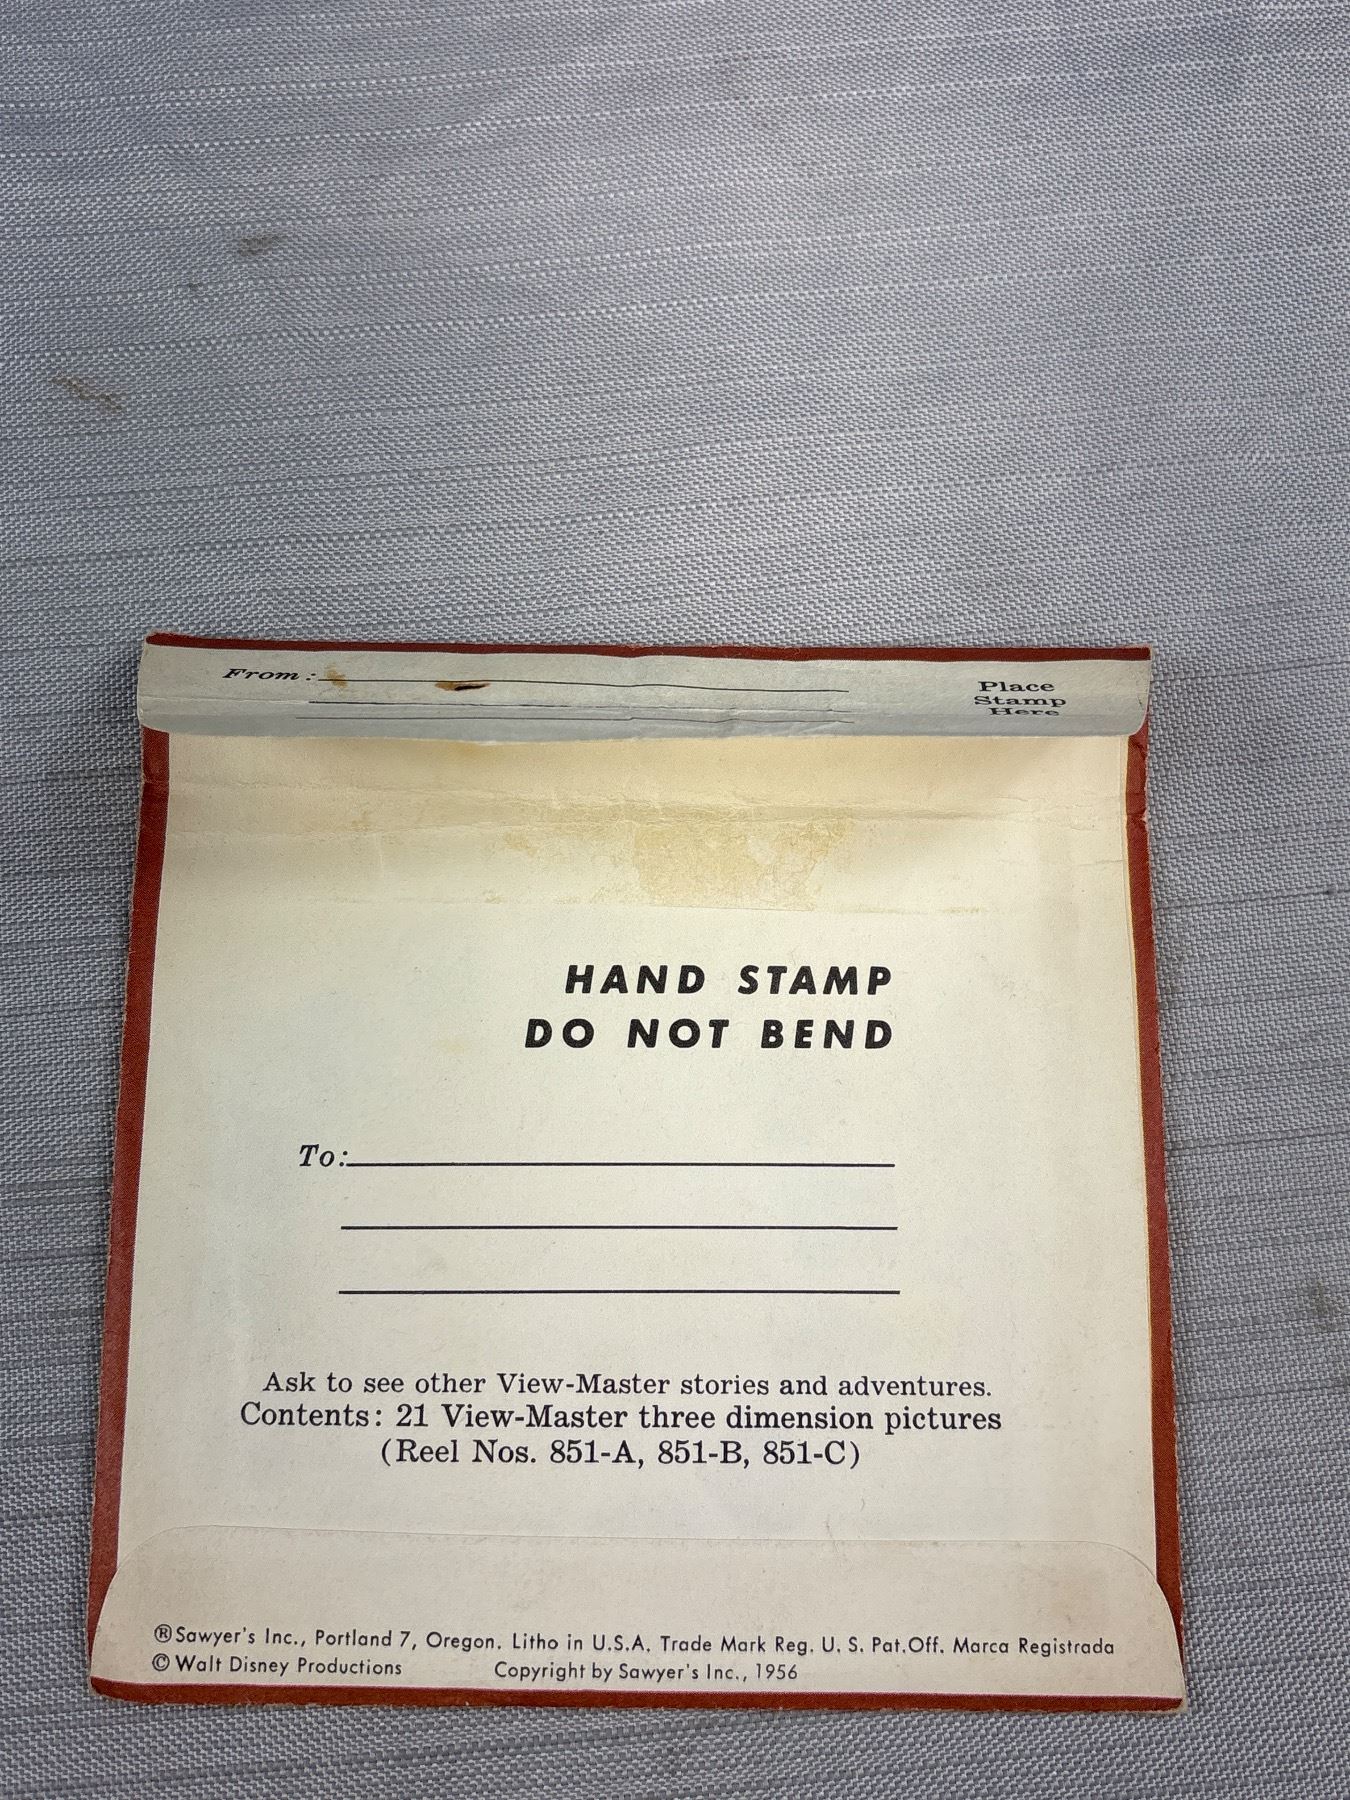 From:
Place
Stamp
Here
HAND STAMP
DO NOT BEND
To:
Ask to see other View-Master stories and adventures.
Contents: 21 View-Master three dimension pictures
(Reel Nos. 851-A, 851-B, 851-C)
®Sawyer's Inc., Portland 7, Oregon. Litho in U.S.A. Trade Mark Reg. U. S. Pat.Off. Marca Registrada
© Walt Disney Productions Copyright by Sawyer's Inc., 1956